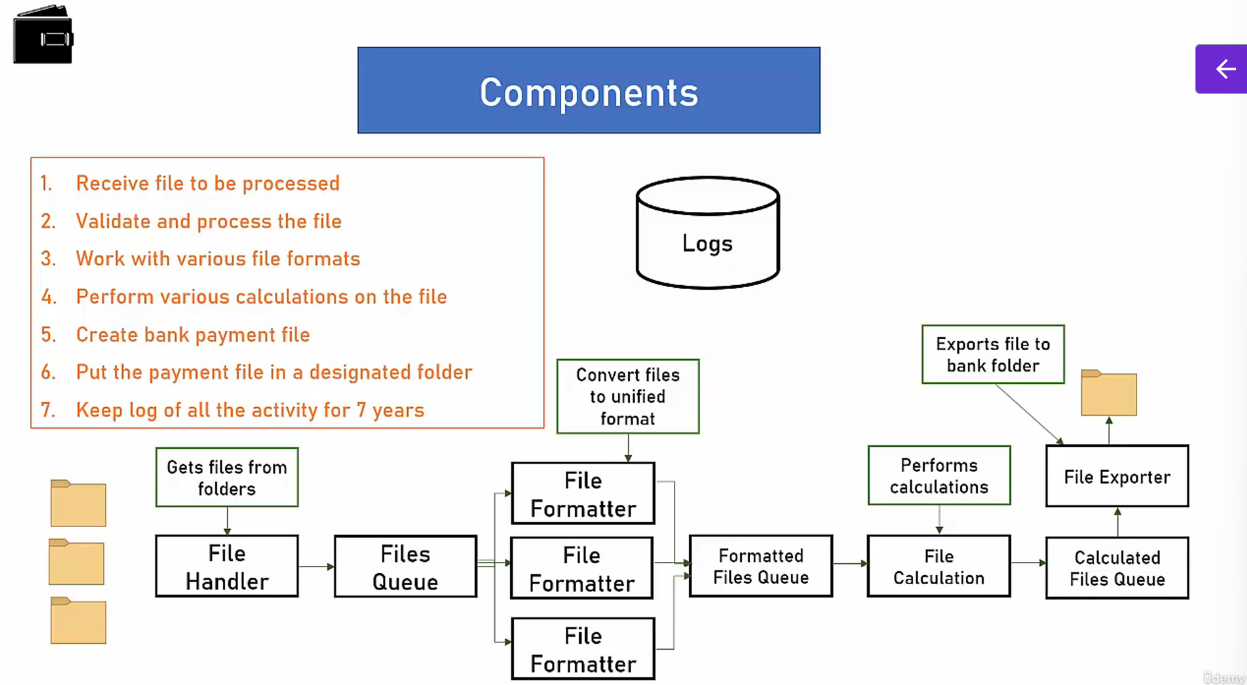 Components
1. Receive file to be processed
2. Validate and process the file
3. Work with various file formats
4. Perform various calculations on the file
5. Create bank payment file
6. Put the payment file in a designated folder
7. Keep log of all the activity for 7 years
Logs
Exports file to
bank folder
Convert files
to unified
format
Gets files from
folders
Performs
calculations
File
Formatter
File Exporter
File
Handler
Files
Queue
File
Formatter
Formatted
Files Queue
File
Calculation
Calculated
Files Queue
File
Formatter
ûdemy